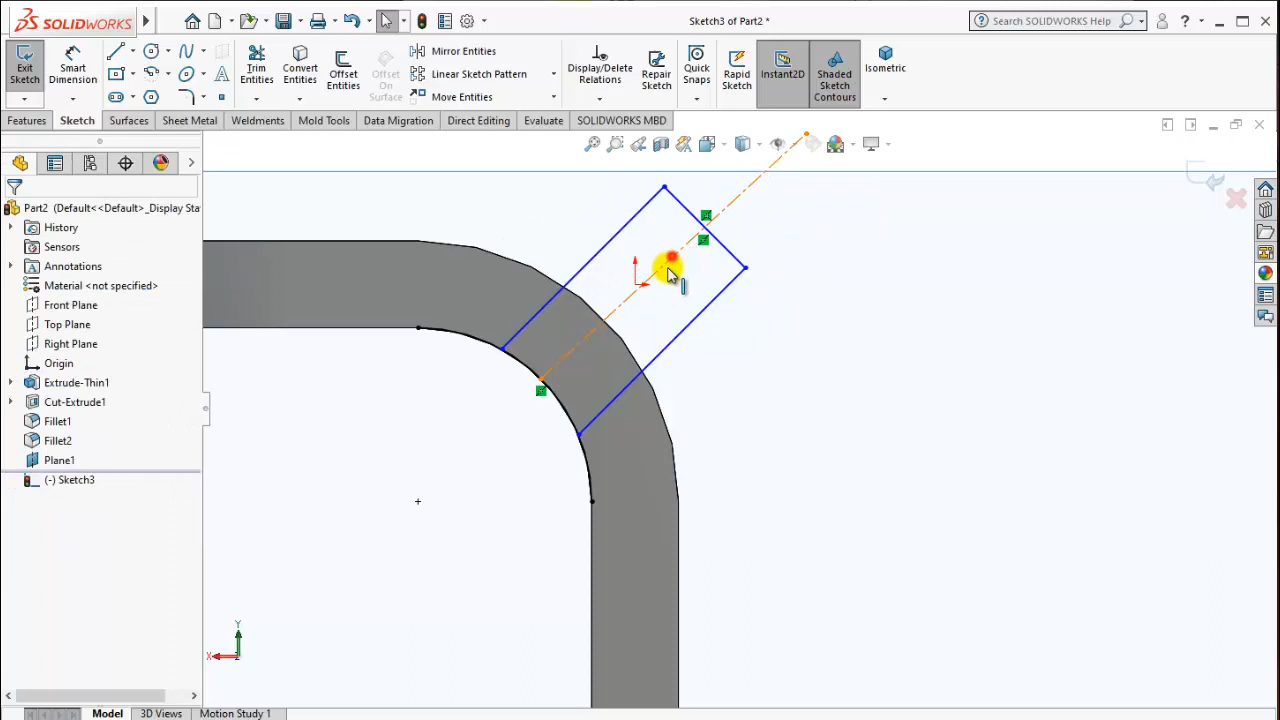 SOLIDWORKS
Sketch3 of Part2 *
Search SOLIDWORKS Help
?
Exit Sketch
Smart Dimension
Trim Entities
Convert Entities
Offset Entities
Offset On Surface
Mirror Entities
Linear Sketch Pattern
Move Entities
Display/Delete Relations
Repair Sketch
Quick Snaps
Rapid Sketch
Instant2D
Shaded Sketch Contours
Isometric
Features Sketch Surfaces Sheet Metal Weldments Mold Tools Data Migration Direct Editing Evaluate SOLIDWORKS MBD
Part2 (Default<<Default>_Display Sta
History
Sensors
Annotations
Material <not specified>
Front Plane
Top Plane
Right Plane
Origin
Extrude-Thin1
Cut-Extrude1
Fillet1
Fillet2
Plane1
(-) Sketch3
Y
X
Z
Model 3D Views Motion Study 1